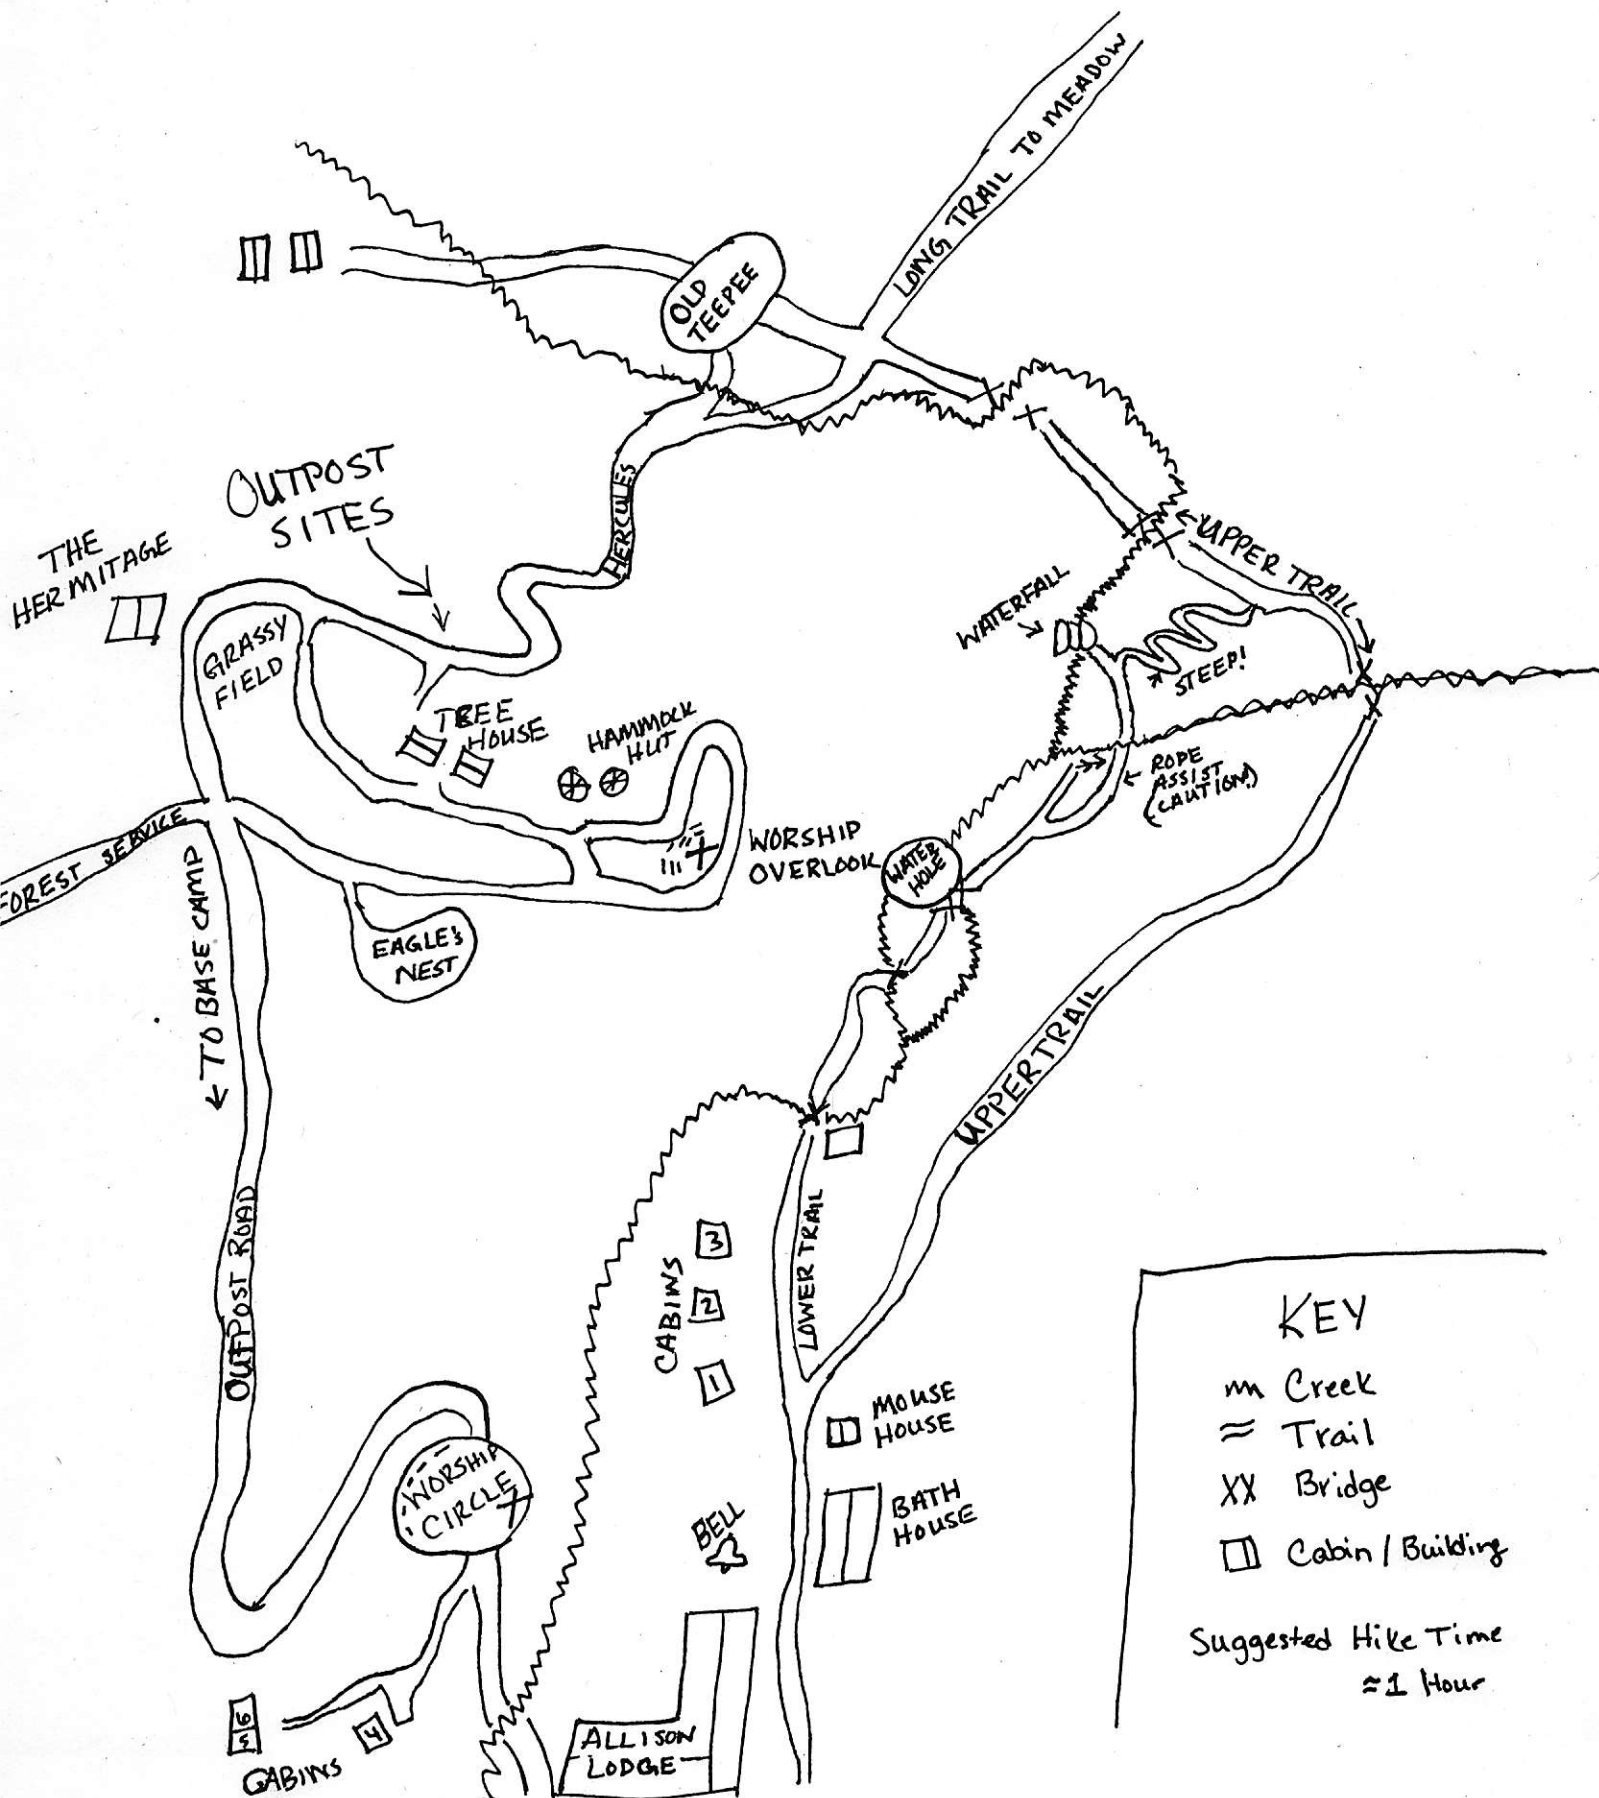 LONG TRAIL TO MEADOW
OLD
TEEPEE
OUTPOST
SITES
HERCULES
THE
HERMITAGE
GRASSY
FIELD
UPPER TRAIL
WATERFALL
STEEP!
TREE
HOUSE
HAMMOCK
HUT
ROPE
ASSIST
(CAUTION!)
FOREST SERVICE
WORSHIP
OVERLOOK
WATER
HOLE
TO BASE CAMP
EAGLE'S
NEST
UPPER TRAIL
OUTPOST ROAD
LOWER TRAIL
CABINS
3
2
1
MOUSE
HOUSE
BELL
BATH
HOUSE
WORSHIP
CIRCLE
ALLISON
LODGE
6
5
4
CABINS
KEY
Creek
Trail
XX Bridge
Cabin / Building
Suggested Hike Time
≈1 Hour